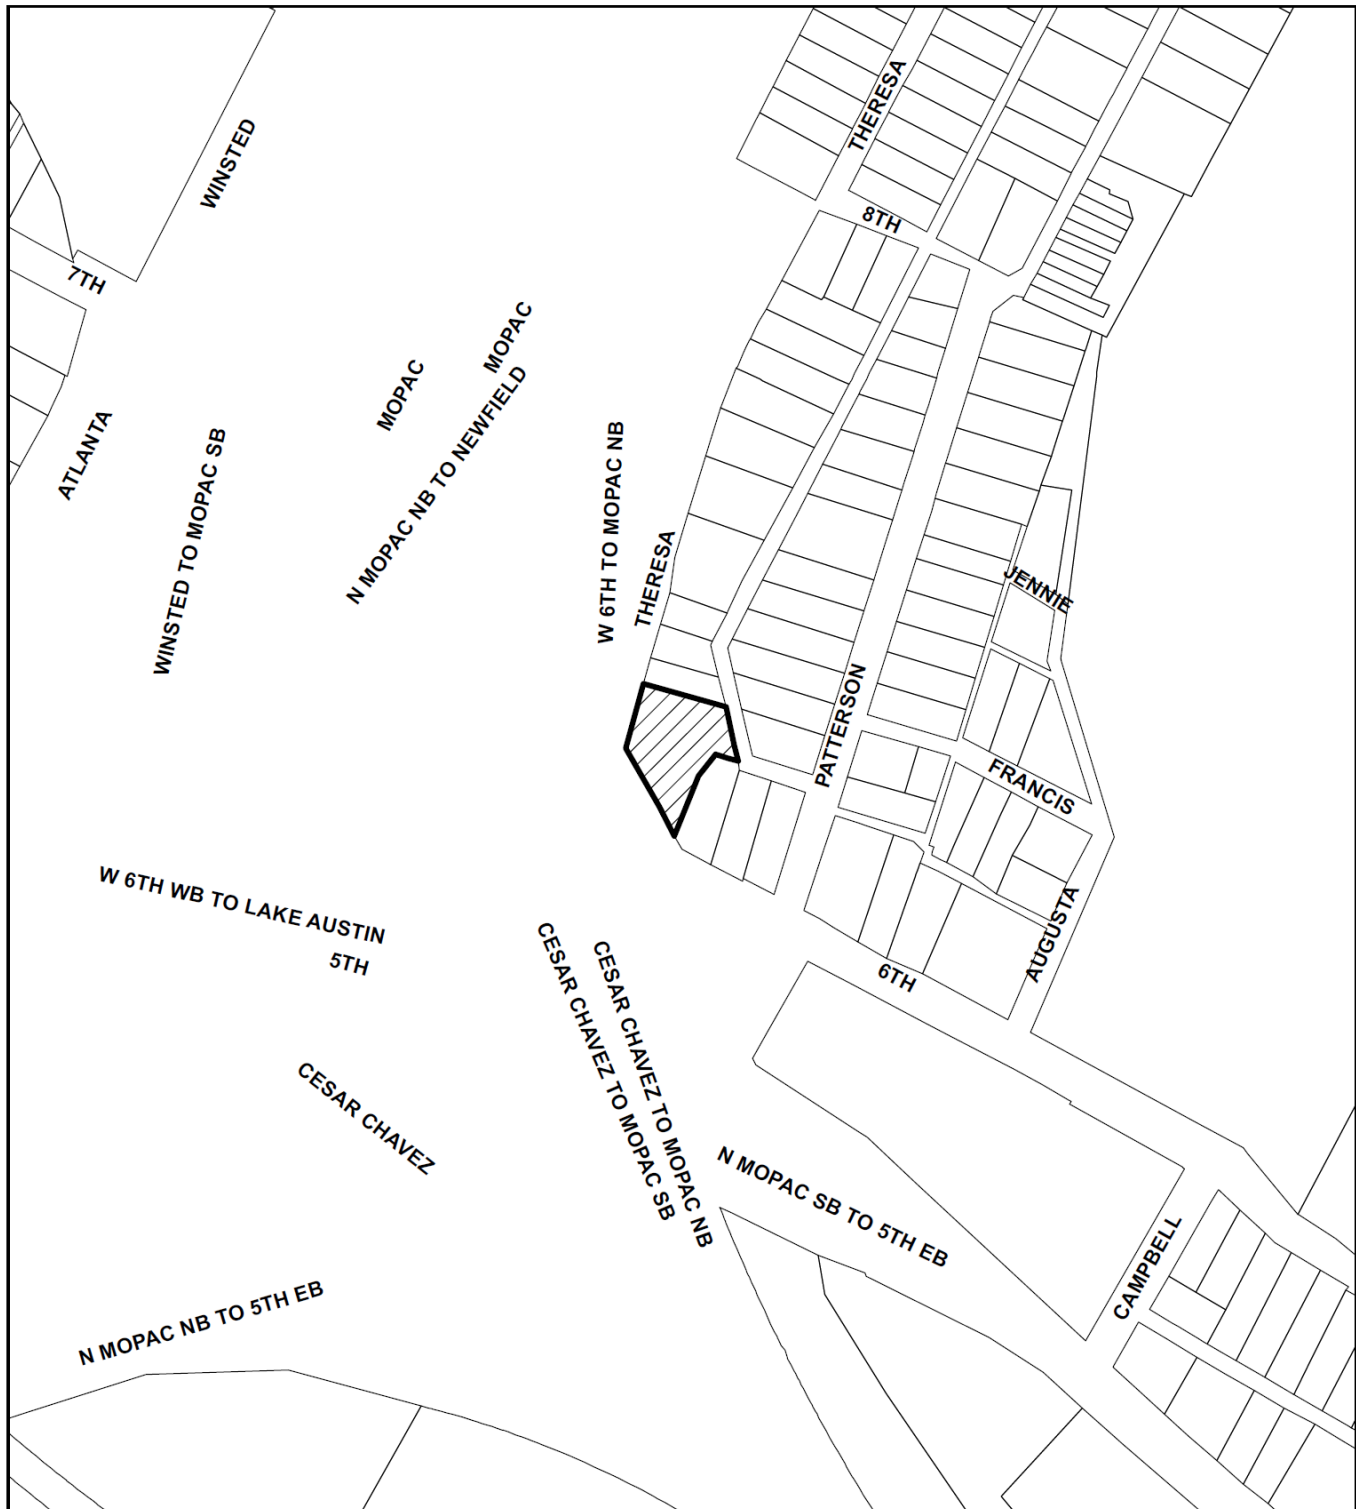 THERESA
WINSTED
8TH
7TH
MOPAC
MOPAC
N MOPAC NB TO NEWFIELD
ATLANTA
WINSTED TO MOPAC SB
W 6TH TO MOPAC NB
THERESA
JENNIE
PATTERSON
FRANCIS
W 6TH WB TO LAKE AUSTIN
5TH
AUGUSTA
6TH
CESAR CHAVEZ TO MOPAC NB
CESAR CHAVEZ TO MOPAC SB
CESAR CHAVEZ
N MOPAC SB TO 5TH EB
CAMPBELL
N MOPAC NB TO 5TH EB